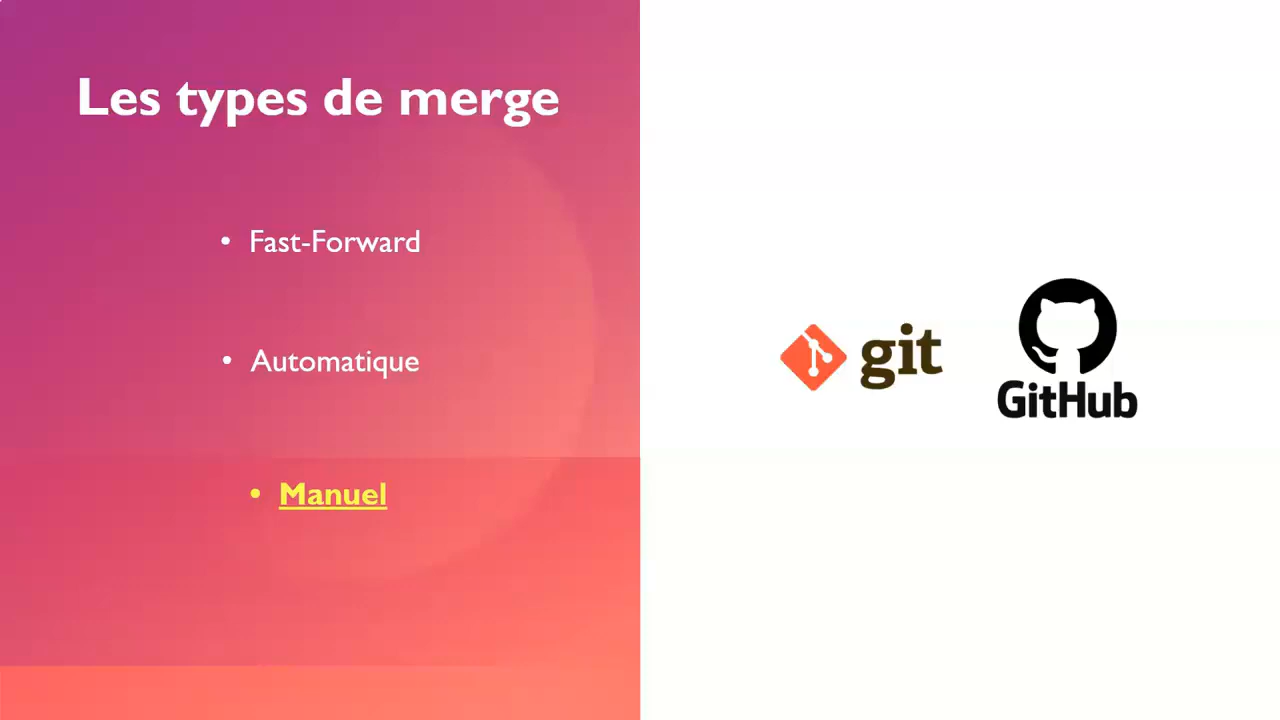 Les types de merge
• Fast-Forward
• Automatique
• Manuel
git
GitHub